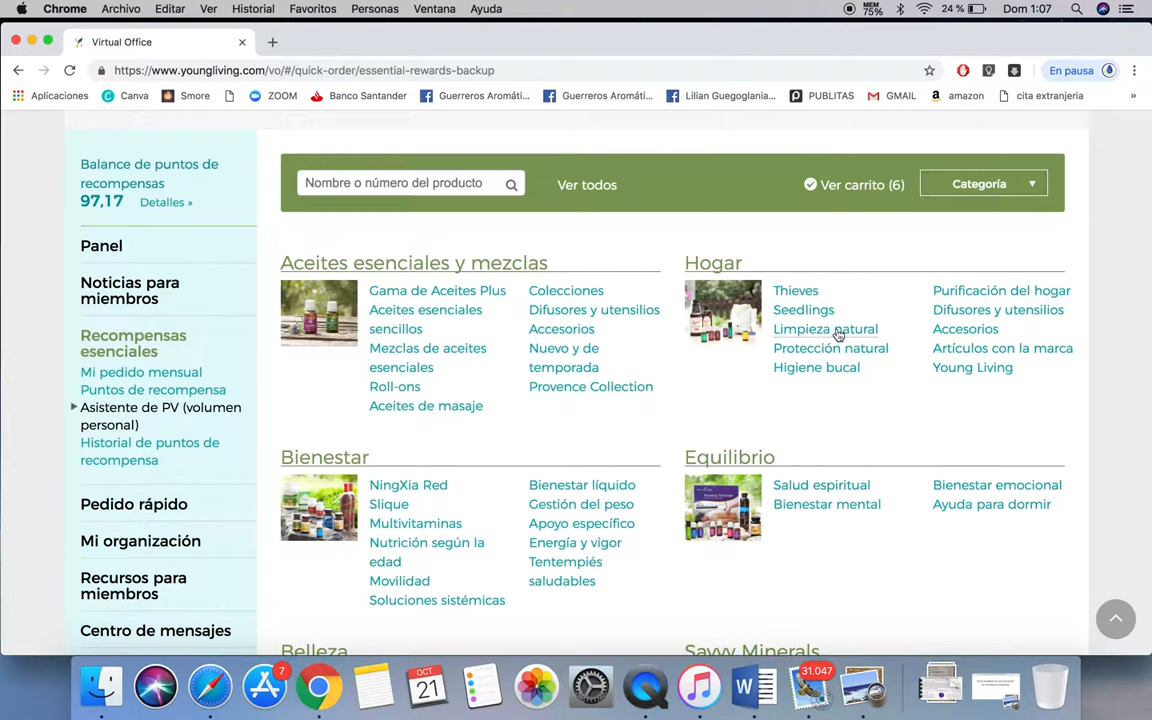 Chrome Archivo Editar Ver Historial Favoritos Personas Ventana Ayuda MEM 75% 24 % Dom 1:07
Virtual Office
https://www.youngliving.com/vo/#/quick-order/essential-rewards-backup En pausa
Aplicaciones Canva Smore ZOOM Banco Santander Guerreros Aromáti... Guerreros Aromáti... Lilian Guegoglania... PUBLITAS GMAIL amazon cita extranjeria »
Balance de puntos de
recompensas
97,17 Detalles »
Panel
Noticias para
miembros
Recompensas
esenciales
Mi pedido mensual
Puntos de recompensa
Asistente de PV (volumen
personal)
Historial de puntos de
recompensa
Pedido rápido
Mi organización
Recursos para
miembros
Centro de mensajes
Nombre o número del producto Ver todos Ver carrito (6) Categoría
Aceites esenciales y mezclas
Gama de Aceites Plus
Aceites esenciales
sencillos
Mezclas de aceites
esenciales
Roll-ons
Aceites de masaje
Colecciones
Difusores y utensilios
Accesorios
Nuevo y de
temporada
Provence Collection
Hogar
Thieves
Seedlings
Limpieza natural
Protección natural
Higiene bucal
Purificación del hogar
Difusores y utensilios
Accesorios
Artículos con la marca
Young Living
Bienestar
NingXia Red
Slique
Multivitaminas
Nutrición según la
edad
Movilidad
Soluciones sistémicas
Bienestar líquido
Gestión del peso
Apoyo específico
Energía y vigor
Tentempiés
saludables
Equilibrio
Salud espiritual
Bienestar mental
Bienestar emocional
Ayuda para dormir
Belleza
Savvy Minerals
7
OCT
21
31.047